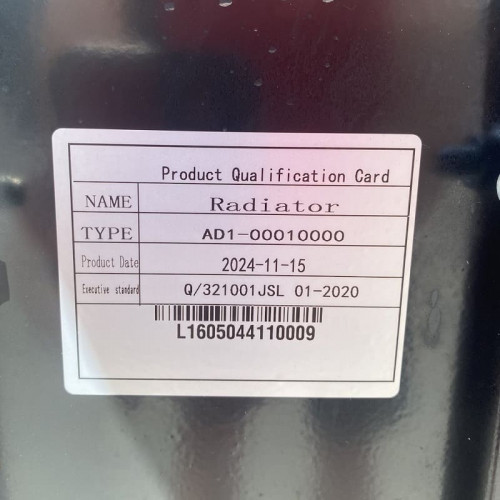 Product Qualification Card
NAME Radiator
TYPE AD1-00010000
Product Date 2024-11-15
Executive standard Q/321001JSL 01-2020
L1605044110009